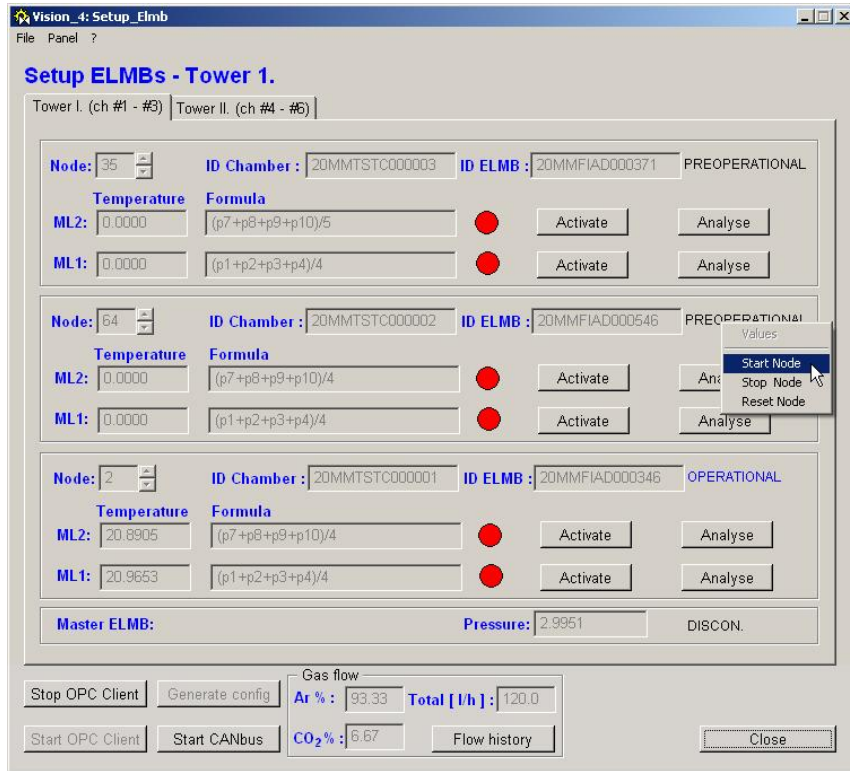 Vision_4: Setup_Elmb
File Panel ?
Setup ELMBs - Tower 1.
Tower I. (ch #1 - #3) Tower II. (ch #4 - #6)
Node: 35 ID Chamber : 20MMTSTC000003 ID ELMB : 20MMFIAD000371 PREOPERATIONAL
Temperature Formula
ML2: 0.0000 (p7+p8+p9+p10)/5 Activate Analyse
ML1: 0.0000 (p1+p2+p3+p4)/4 Activate Analyse
Node: 64 ID Chamber : 20MMTSTC000002 ID ELMB : 20MMFIAD000546 PREOPERATIONAL
Values
Start Node
Stop Node
Reset Node
Temperature Formula
ML2: 0.0000 (p7+p8+p9+p10)/4 Activate
ML1: 0.0000 (p1+p2+p3+p4)/4 Activate Analyse
Node: 2 ID Chamber : 20MMTSTC000001 ID ELMB : 20MMFIAD000346 OPERATIONAL
Temperature Formula
ML2: 20.8905 (p7+p8+p9+p10)/4 Activate Analyse
ML1: 20.9653 (p1+p2+p3+p4)/4 Activate Analyse
Master ELMB: Pressure: 2.9951 DISCON.
Gas flow
Stop OPC Client Generate config Ar % : 93.33 Total [ l/h ] : 120.0
Start OPC Client Start CANbus CO₂% : 6.67 Flow history Close